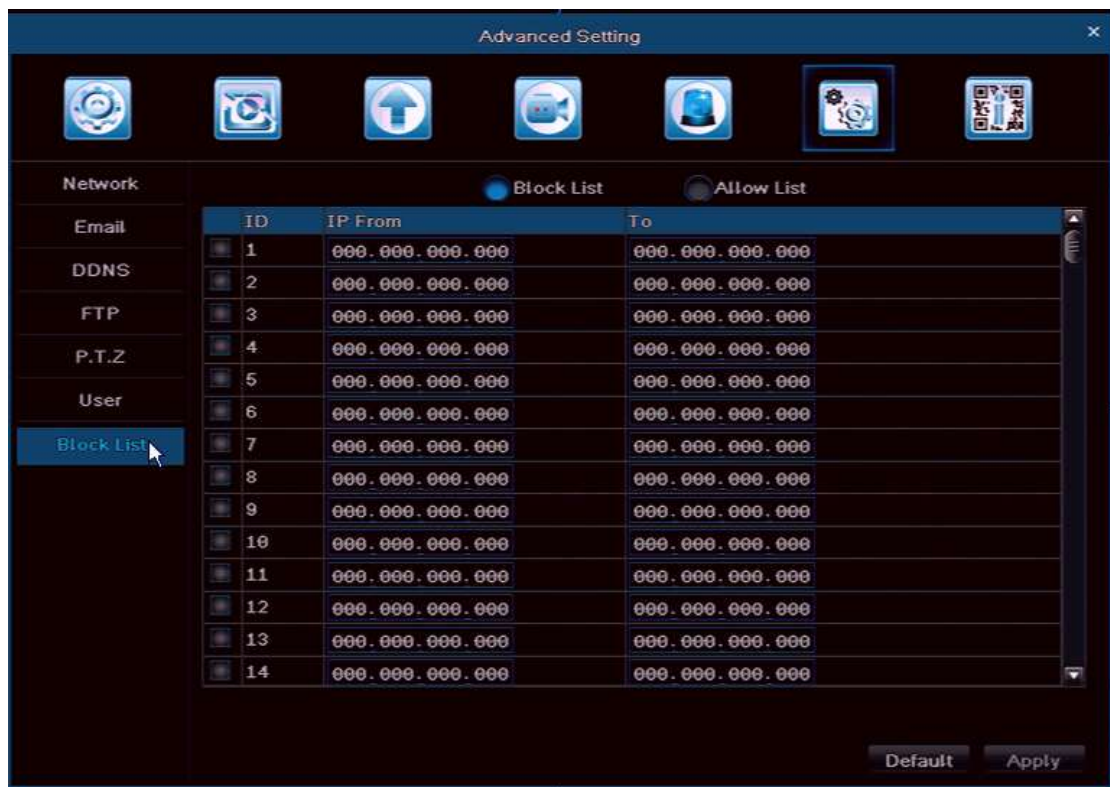 Advanced Setting ×
Network
Email
DDNS
FTP
P.T.Z
User
Block List
Block List Allow List
ID IP From To
1 000.000.000.000 000.000.000.000
2 000.000.000.000 000.000.000.000
3 000.000.000.000 000.000.000.000
4 000.000.000.000 000.000.000.000
5 000.000.000.000 000.000.000.000
6 000.000.000.000 000.000.000.000
7 000.000.000.000 000.000.000.000
8 000.000.000.000 000.000.000.000
9 000.000.000.000 000.000.000.000
10 000.000.000.000 000.000.000.000
11 000.000.000.000 000.000.000.000
12 000.000.000.000 000.000.000.000
13 000.000.000.000 000.000.000.000
14 000.000.000.000 000.000.000.000
Default Apply